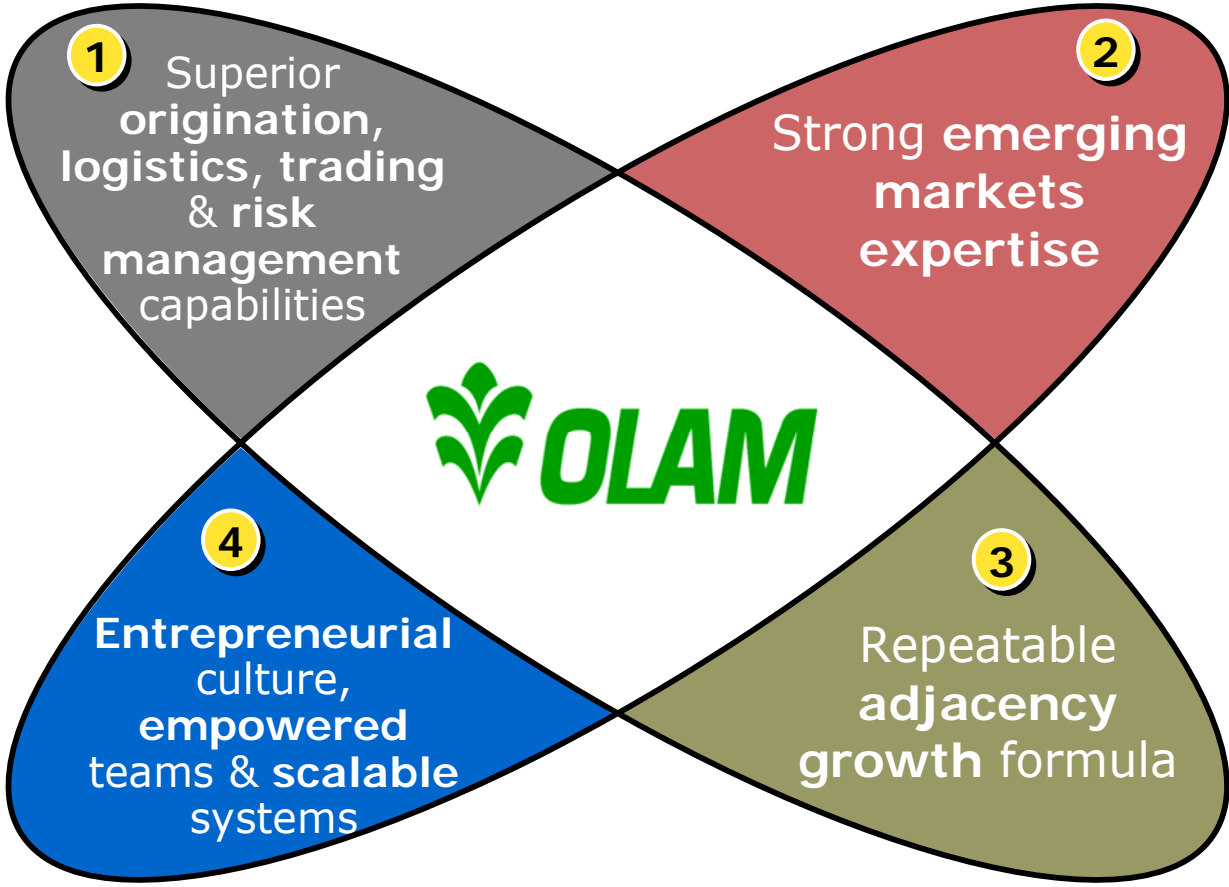 1
Superior
origination,
logistics, trading
& risk
management
capabilities
2
Strong emerging
markets
expertise
OLAM
4
Entrepreneurial
culture,
empowered
teams & scalable
systems
3
Repeatable
adjacency
growth formula